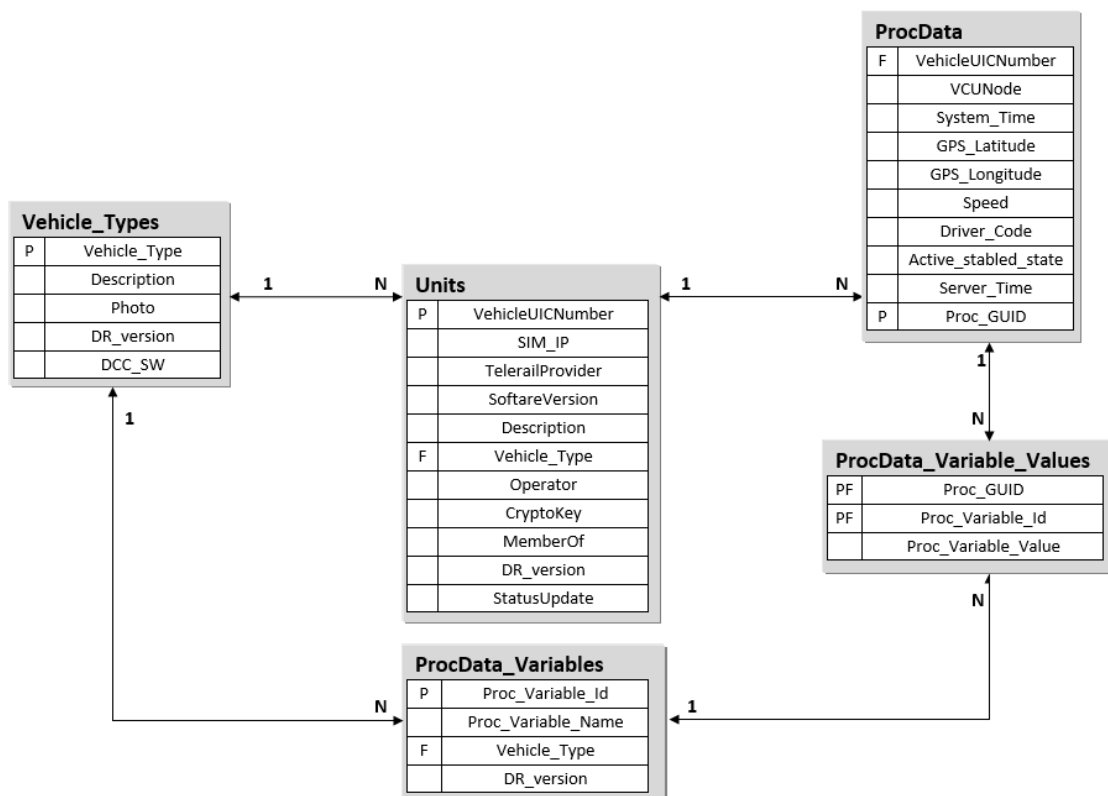 ProcData
F VehicleUICNumber
VCUNode
System_Time
GPS_Latitude
GPS_Longitude
Speed
Driver_Code
Active_stabled_state
Server_Time
P Proc_GUID
Vehicle_Types
P Vehicle_Type
Description
Photo
DR_version
DCC_SW
1 N
Units
P VehicleUICNumber
SIM_IP
TelerailProvider
SoftareVersion
Description
F Vehicle_Type
Operator
CryptoKey
MemberOf
DR_version
StatusUpdate
1 N
1
N
ProcData_Variable_Values
PF Proc_GUID
PF Proc_Variable_Id
Proc_Variable_Value
1
N
ProcData_Variables
P Proc_Variable_Id
Proc_Variable_Name
F Vehicle_Type
DR_version
1
N